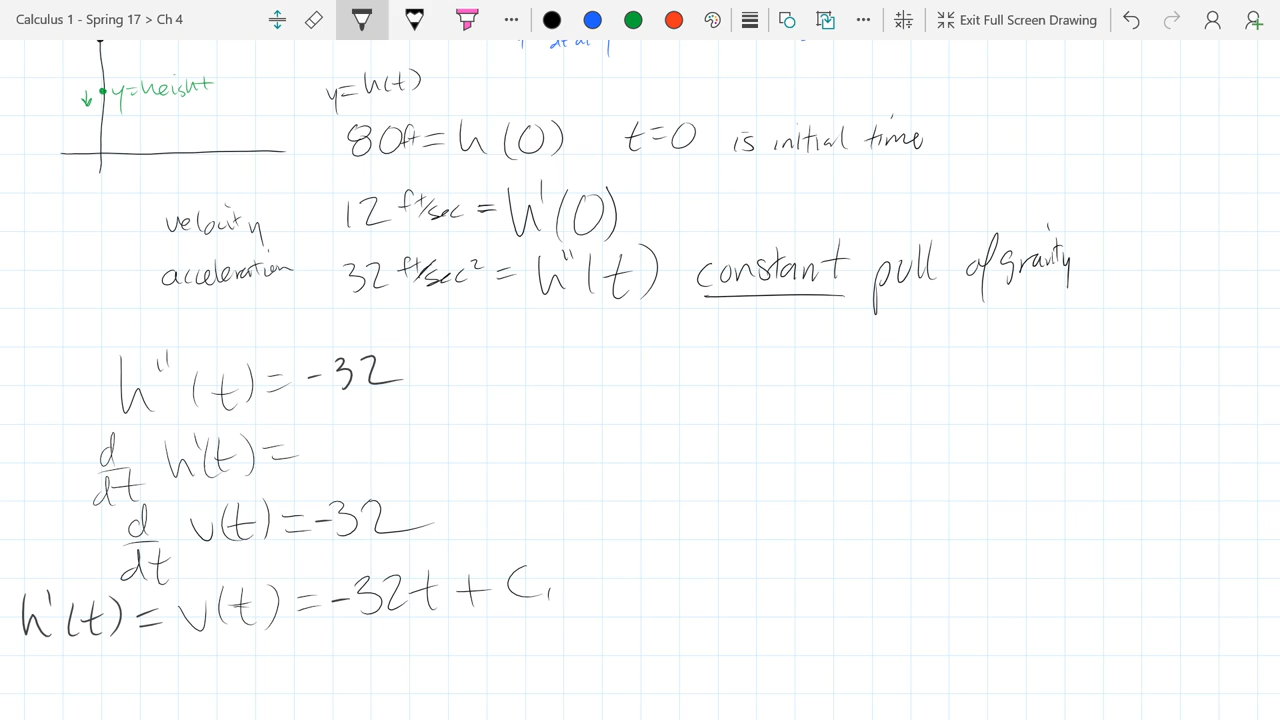 Calculus 1 - Spring 17 > Ch 4
Exit Full Screen Drawing
y=height
y=h(t)
80ft=h(0) t=0 is initial time
velocity 12 ft/sec = h'(0)
acceleration 32 ft/sec² = h''(t) constant pull of gravity
h''(t)=-32
d/dt h'(t)=
d/dt v(t)=-32
h'(t)=v(t)=-32t+C,